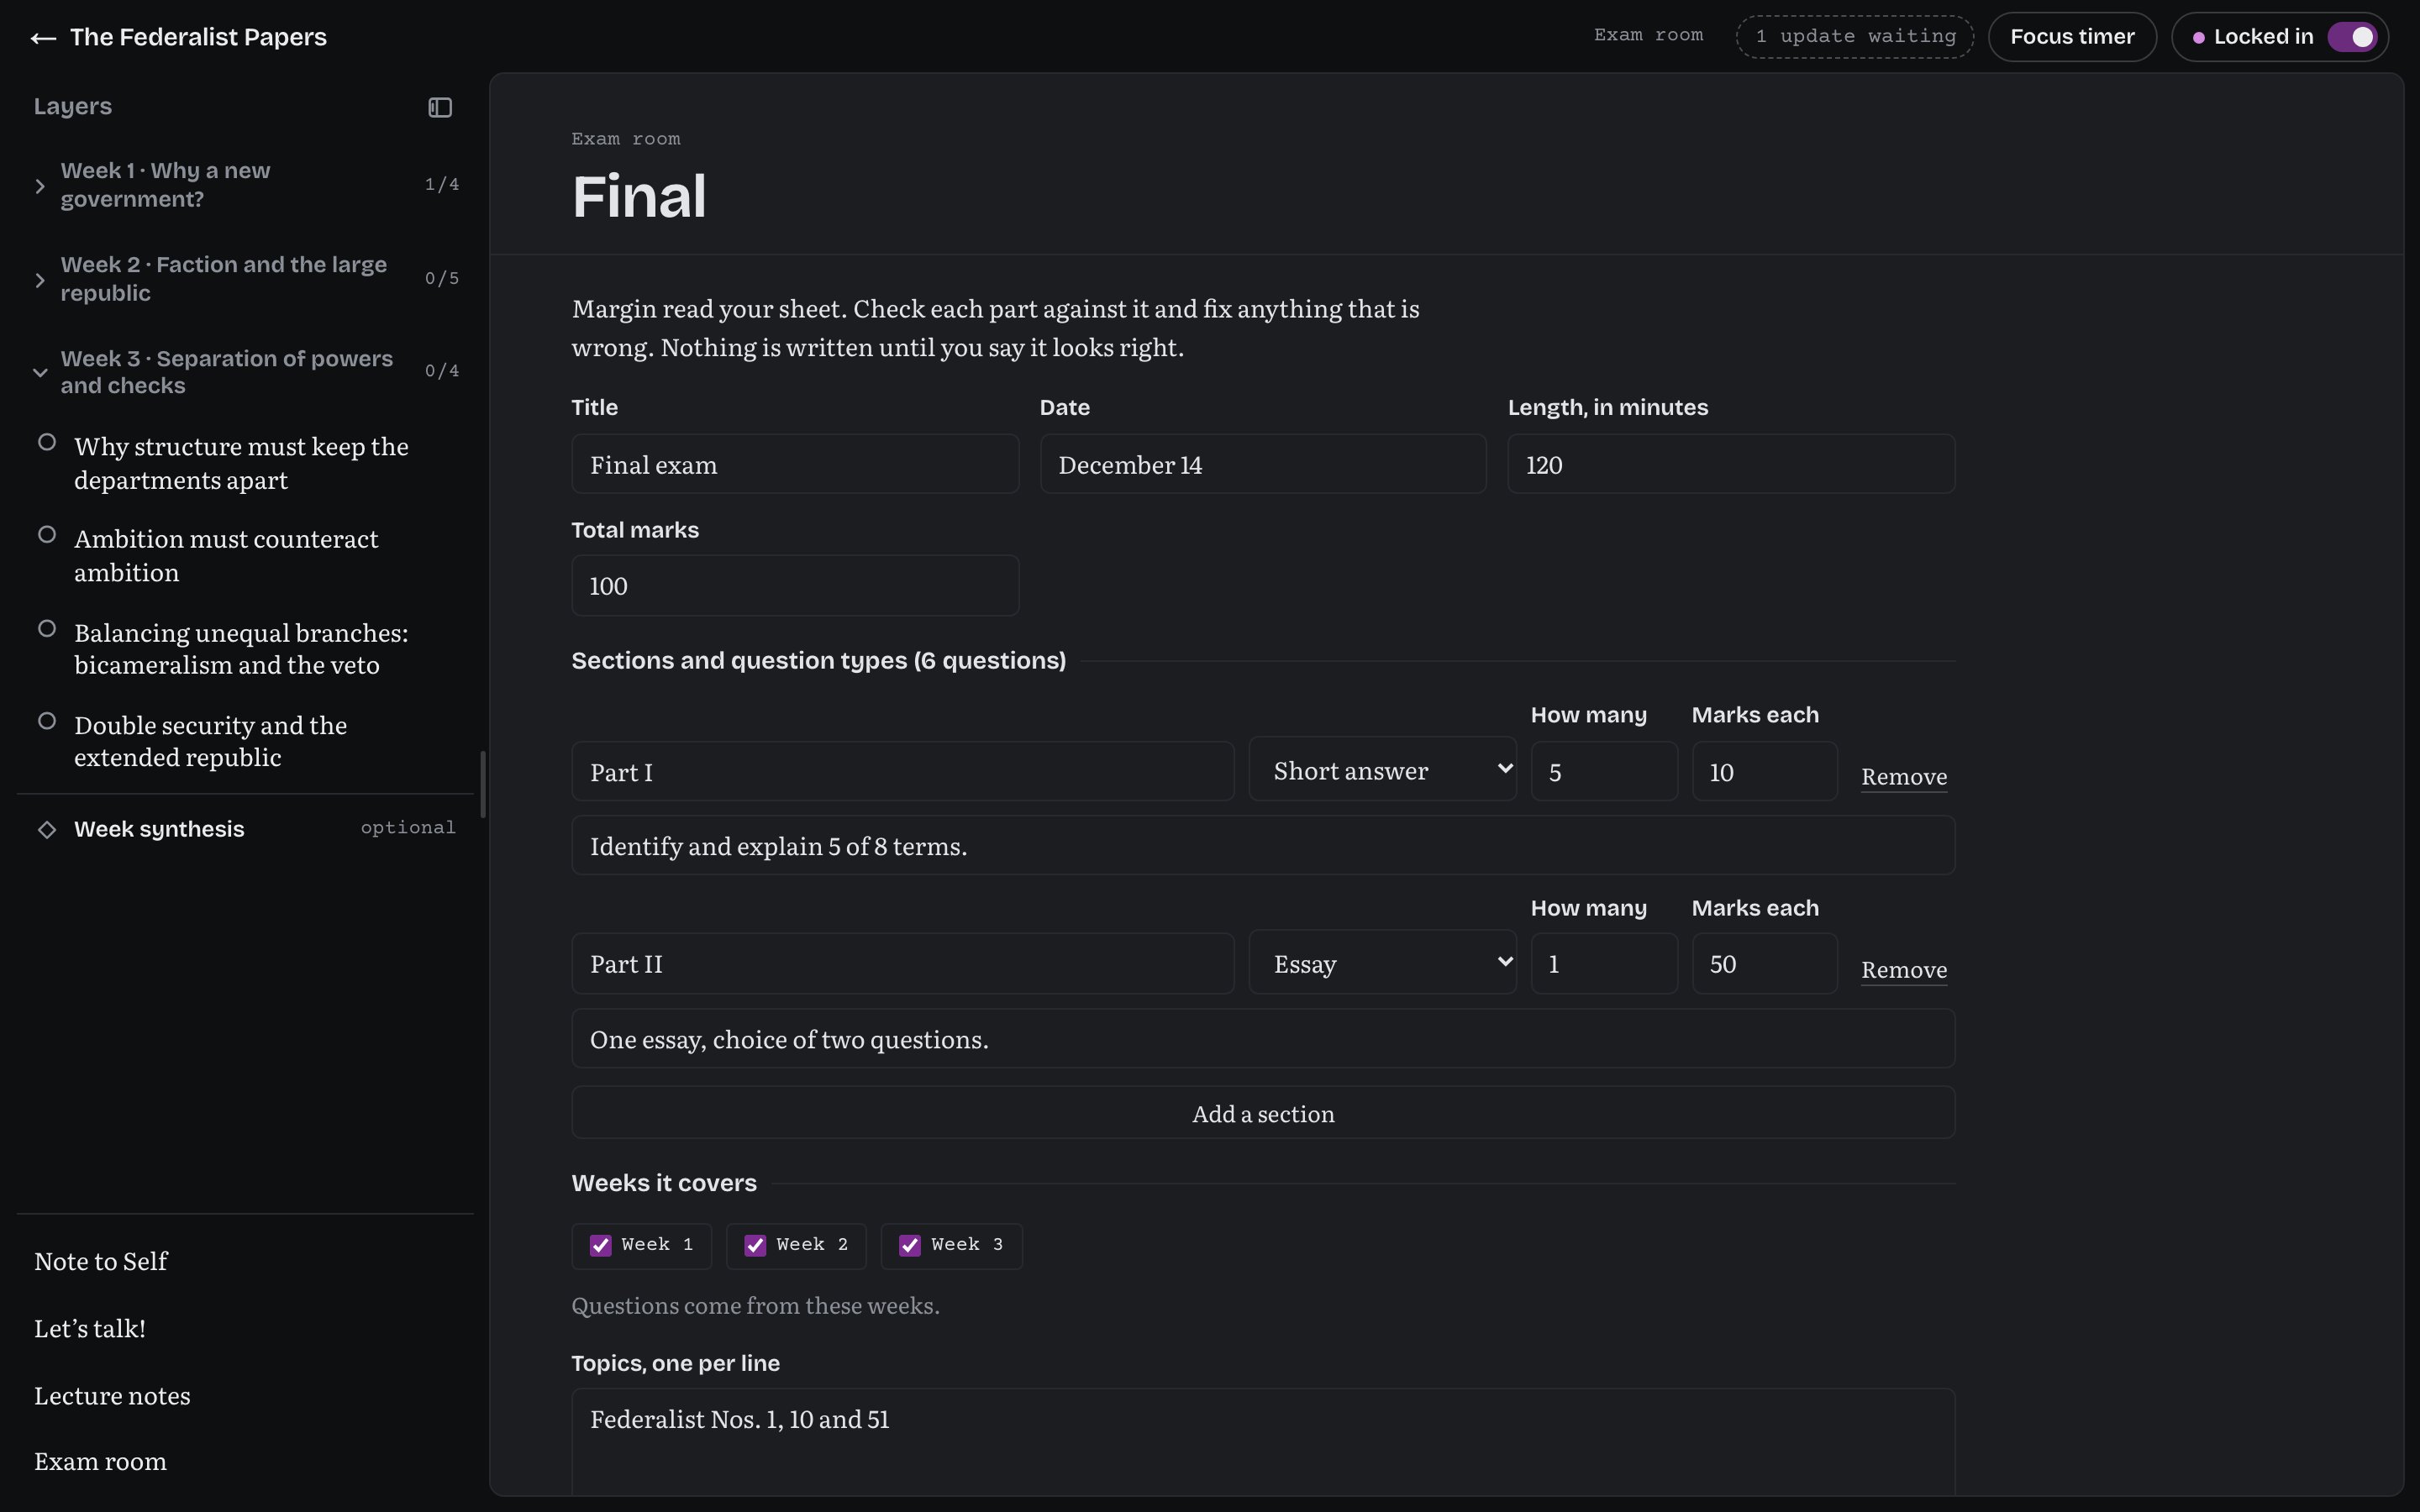 ← The Federalist Papers
Exam room
1 update waiting
Focus timer
Locked in
Layers
Week 1 · Why a new
government?
1/4
Week 2 · Faction and the large
republic
0/5
Week 3 · Separation of powers
and checks
0/4
Why structure must keep the
departments apart
Ambition must counteract
ambition
Balancing unequal branches:
bicameralism and the veto
Double security and the
extended republic
Week synthesis
optional
Note to Self
Let’s talk!
Lecture notes
Exam room
Exam room
Final
Margin read your sheet. Check each part against it and fix anything that is
wrong. Nothing is written until you say it looks right.
Title
Date
Length, in minutes
Final exam
December 14
120
Total marks
100
Sections and question types (6 questions)
How many
Marks each
Part I
Short answer
5
10
Remove
Identify and explain 5 of 8 terms.
How many
Marks each
Part II
Essay
1
50
Remove
One essay, choice of two questions.
Add a section
Weeks it covers
Week 1
Week 2
Week 3
Questions come from these weeks.
Topics, one per line
Federalist Nos. 1, 10 and 51